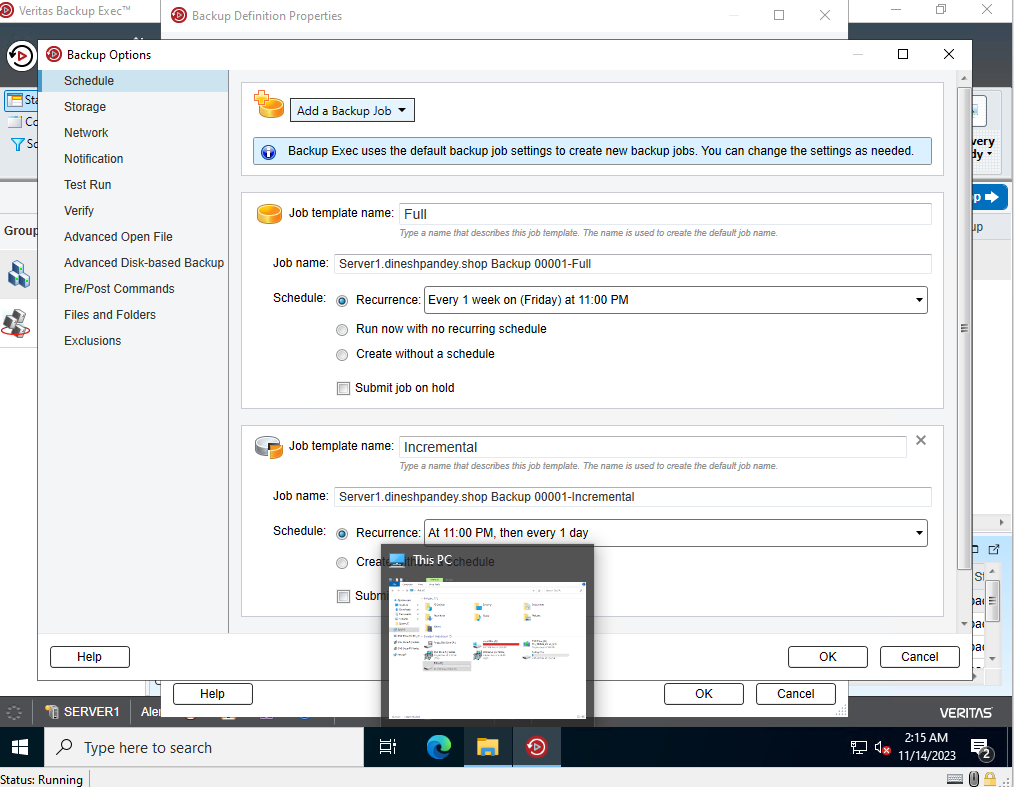 Veritas Backup Exec™
Backup Definition Properties
Backup Options
Schedule
Storage
Network
Notification
Test Run
Verify
Advanced Open File
Advanced Disk-based Backup
Pre/Post Commands
Files and Folders
Exclusions
Add a Backup Job
Backup Exec uses the default backup job settings to create new backup jobs. You can change the settings as needed.
Job template name: Full
Type a name that describes this job template. The name is used to create the default job name.
Job name: Server1.dineshpandey.shop Backup 00001-Full
Schedule: Recurrence: Every 1 week on (Friday) at 11:00 PM
Run now with no recurring schedule
Create without a schedule
Submit job on hold
Job template name: Incremental
Type a name that describes this job template. The name is used to create the default job name.
Job name: Server1.dineshpandey.shop Backup 00001-Incremental
Schedule: Recurrence: At 11:00 PM, then every 1 day
This PC
Help
OK
Cancel
Help
OK
Cancel
Group
SERVER1
VERITAS
Type here to search
2:15 AM
11/14/2023
2
Status: Running